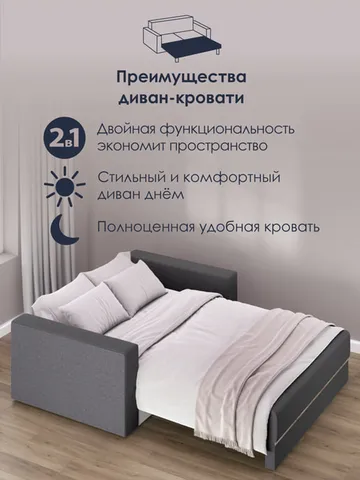 Преимущества
диван-кровати
2в1
Двойная функциональность
экономит пространство
Стильный и комфортный
диван днём
Полноценная удобная кровать